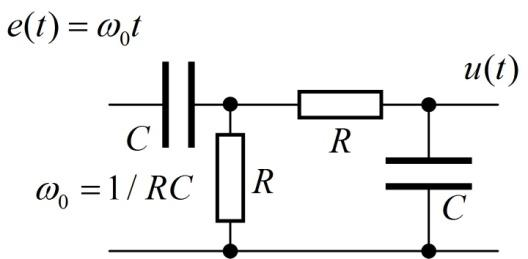 e(t) = ω₀t
u(t)
C
R
ω₀ = 1/ RC
R
C